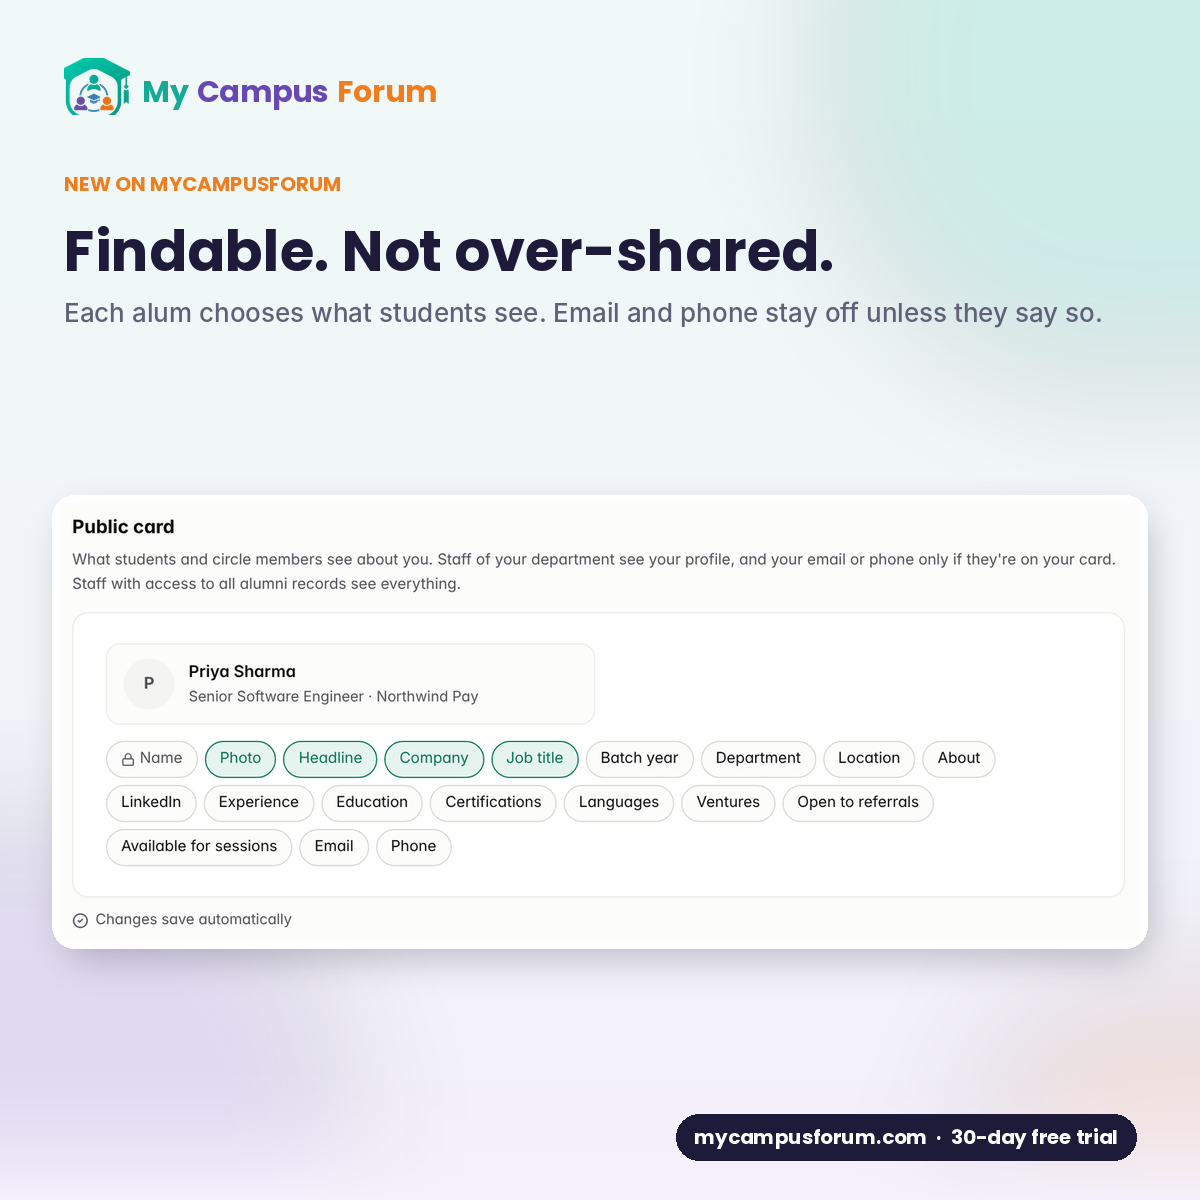 My Campus Forum
NEW ON MYCAMPUSFORUM
Findable. Not over-shared.
Each alum chooses what students see. Email and phone stay off unless they say so.
Public card
What students and circle members see about you. Staff of your department see your profile, and your email or phone only if they're on your card.
Staff with access to all alumni records see everything.
P
Priya Sharma
Senior Software Engineer · Northwind Pay
Name Photo Headline Company Job title Batch year Department Location About
LinkedIn Experience Education Certifications Languages Ventures Open to referrals
Available for sessions Email Phone
Changes save automatically
mycampusforum.com · 30-day free trial